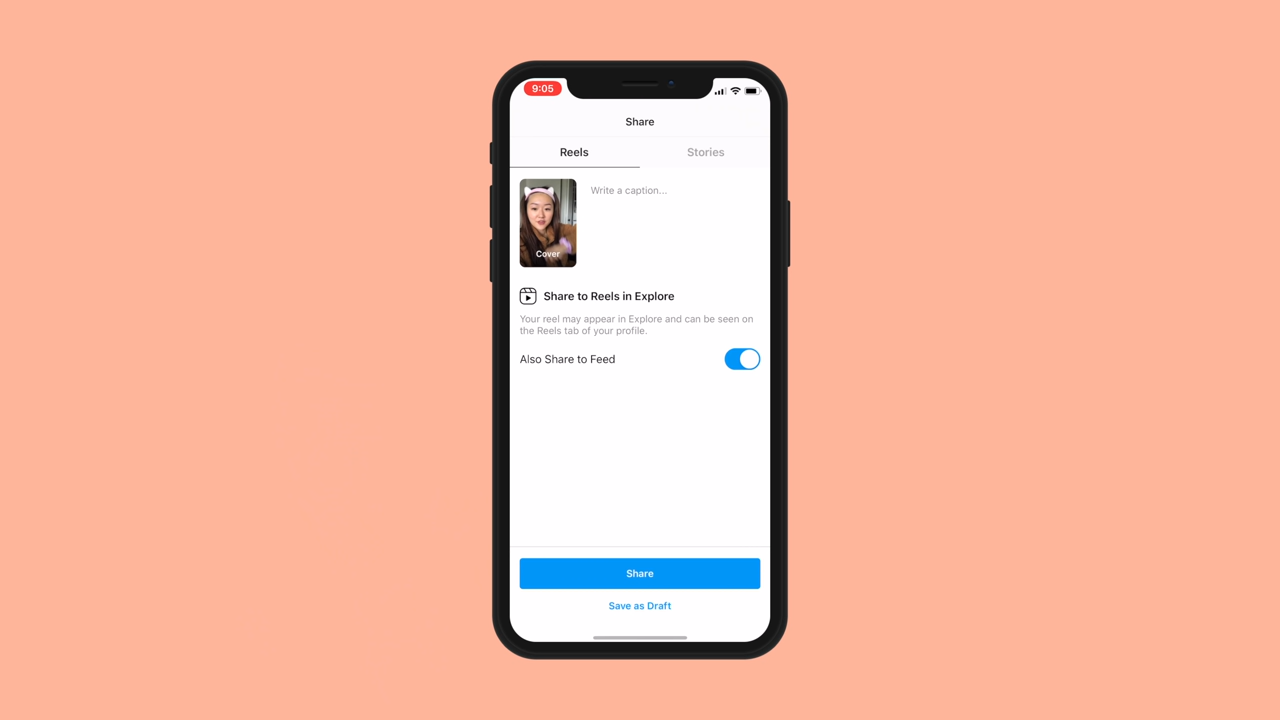 9:05
Share
Reels
Stories
Write a caption...
Cover
Share to Reels in Explore
Your reel may appear in Explore and can be seen on
the Reels tab of your profile.
Also Share to Feed
Share
Save as Draft